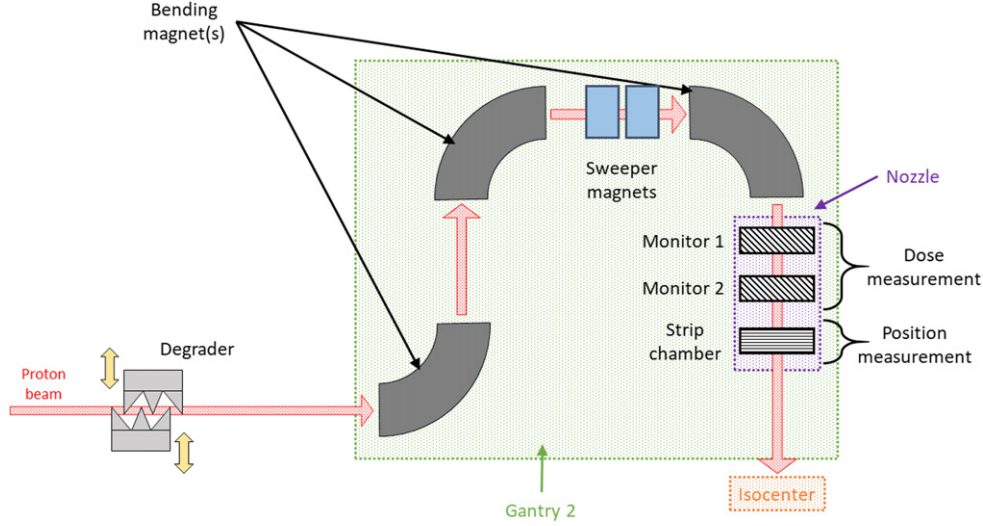 Bending
magnet(s)
Sweeper
magnets
Nozzle
Monitor 1
Monitor 2
Dose
measurement
Strip
chamber
Position
measurement
Degrader
Proton
beam
Isocenter
Gantry 2